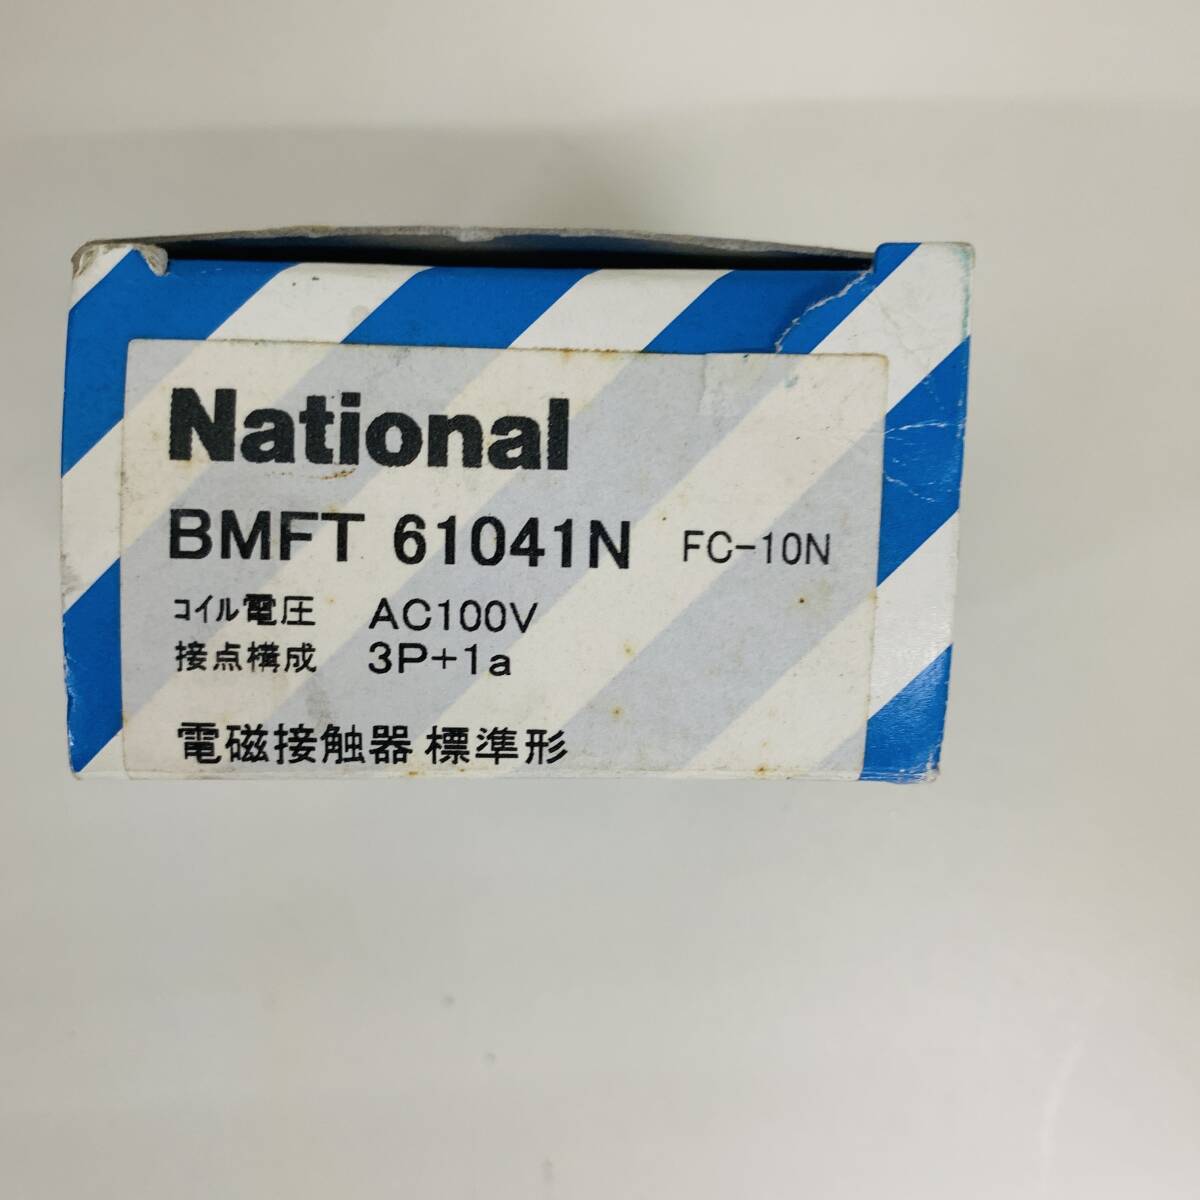 National
BMFT 61041N FC-10N
コイル電圧 AC100V
接点構成 3P+1a
電磁接触器 標準形